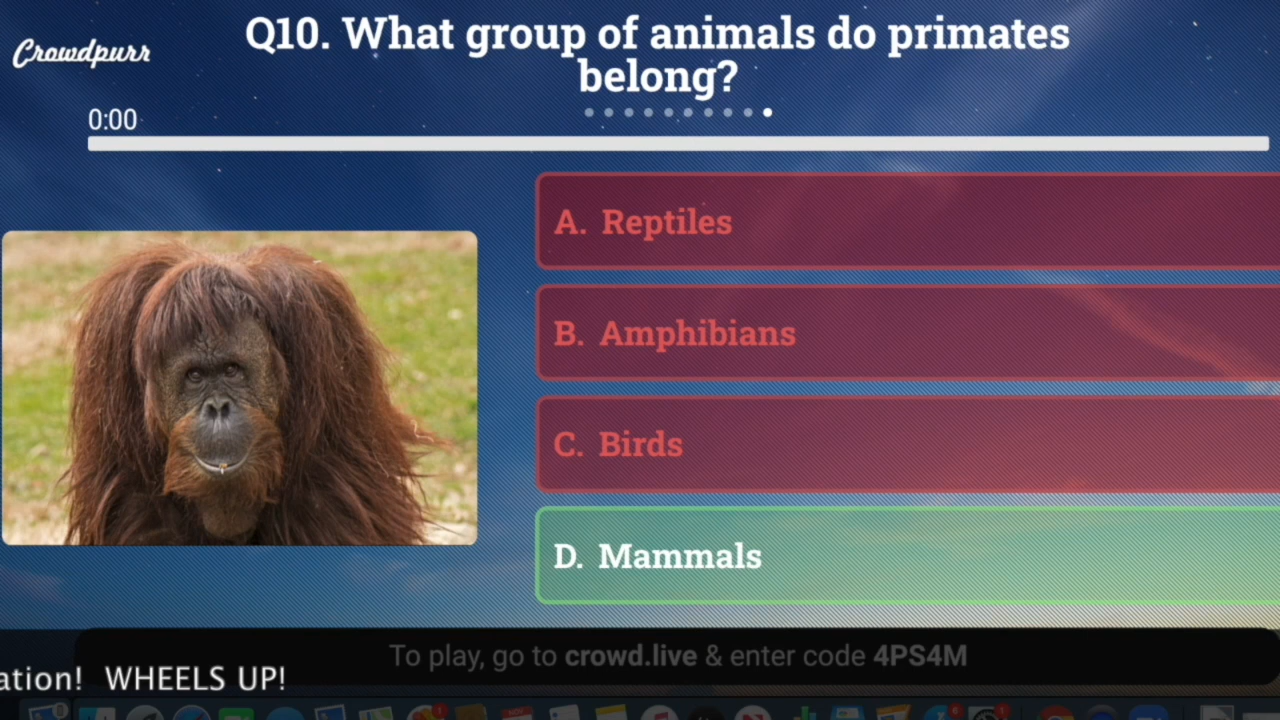 Crowdpurr
Q10. What group of animals do primates
belong?
0:00
A. Reptiles
B. Amphibians
C. Birds
D. Mammals
To play, go to crowd.live & enter code 4PS4M
ation! WHEELS UP!